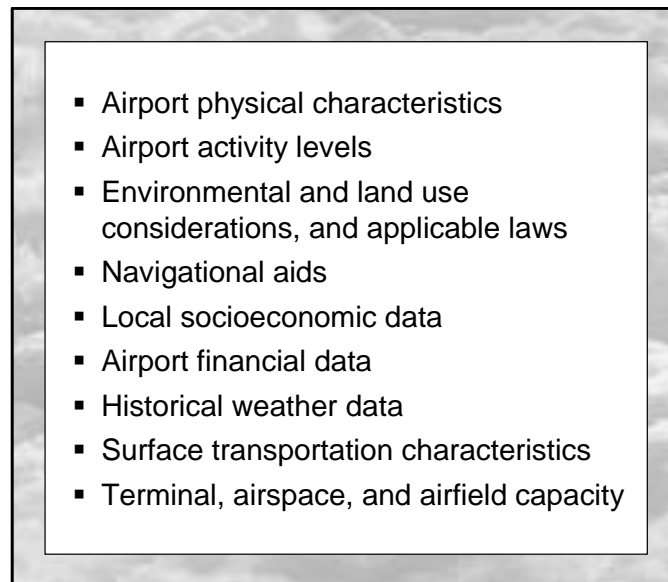 ▪ Airport physical characteristics
▪ Airport activity levels
▪ Environmental and land use
considerations, and applicable laws
▪ Navigational aids
▪ Local socioeconomic data
▪ Airport financial data
▪ Historical weather data
▪ Surface transportation characteristics
▪ Terminal, airspace, and airfield capacity